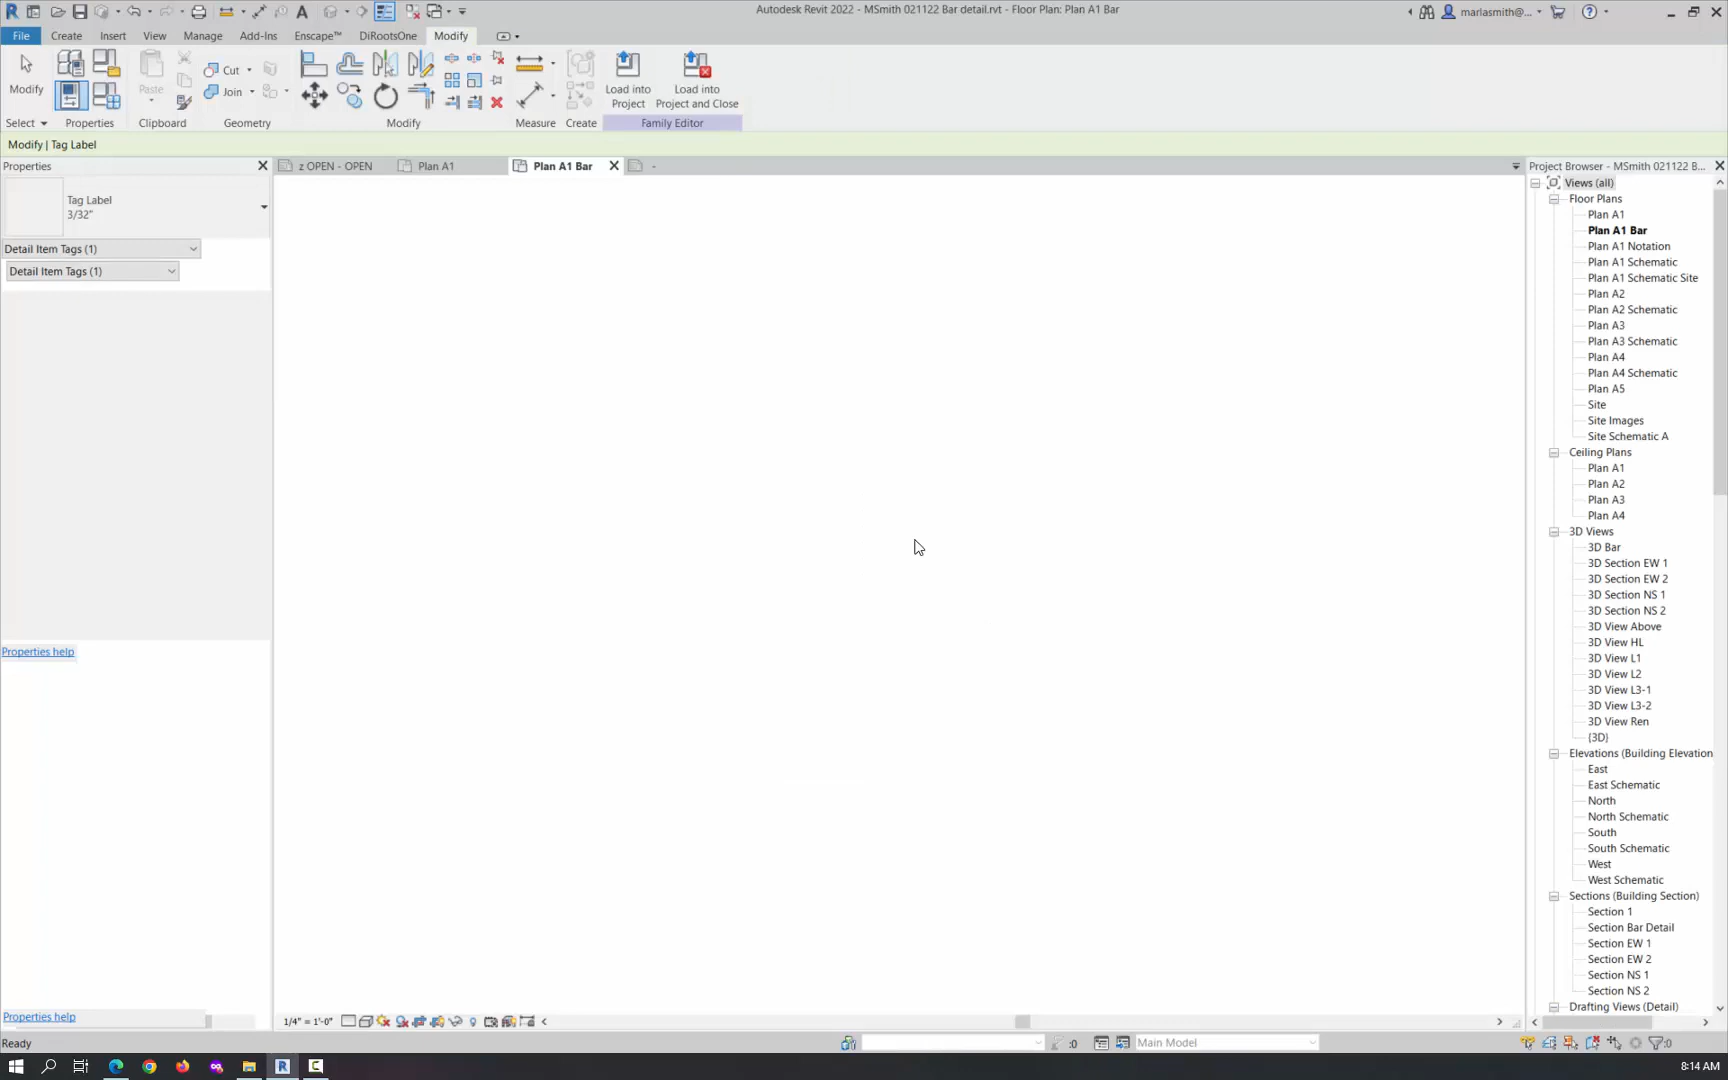 Autodesk Revit 2022 - MSmith 021122 Bar detail.rvt - Floor Plan: Plan A1 Bar
marlasmith@...
File Create Insert View Manage Add-Ins Enscape™ DiRootsOne Modify
Modify
Paste
Cut
Join
Load into Project
Load into Project and Close
Select Properties Clipboard Geometry Modify Measure Create Family Editor
Modify | Tag Label
Properties
z OPEN - OPEN
Plan A1
Plan A1 Bar
-
Project Browser - MSmith 021122 B...
Tag Label
3/32"
Detail Item Tags (1)
Detail Item Tags (1)
Properties help
Properties help
Views (all)
Floor Plans
Plan A1
Plan A1 Bar
Plan A1 Notation
Plan A1 Schematic
Plan A1 Schematic Site
Plan A2
Plan A2 Schematic
Plan A3
Plan A3 Schematic
Plan A4
Plan A4 Schematic
Plan A5
Site
Site Images
Site Schematic A
Ceiling Plans
Plan A1
Plan A2
Plan A3
Plan A4
3D Views
3D Bar
3D Section EW 1
3D Section EW 2
3D Section NS 1
3D Section NS 2
3D View Above
3D View HL
3D View L1
3D View L2
3D View L3-1
3D View L3-2
3D View Ren
{3D}
Elevations (Building Elevation
East
East Schematic
North
North Schematic
South
South Schematic
West
West Schematic
Sections (Building Section)
Section 1
Section Bar Detail
Section EW 1
Section EW 2
Section NS 1
Section NS 2
Drafting Views (Detail)
1/4" = 1'-0"
Ready
:0
Main Model
:0
8:14 AM